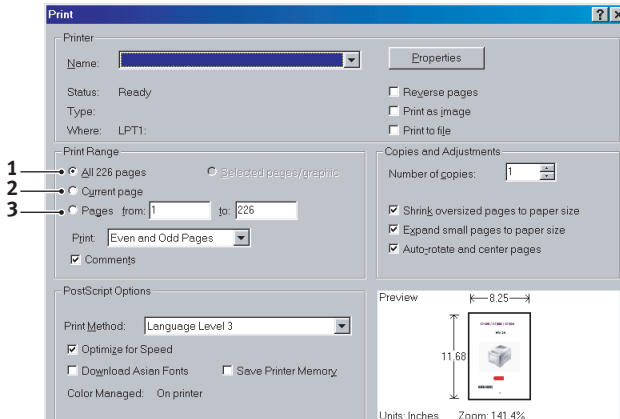 Print
Printer
Name:
Properties
Status: Ready
Reverse pages
Type:
Print as image
Where: LPT1:
Print to file
Print Range
1 All 226 pages Selected pages/graphic
2 Current page
3 Pages from: 1 to: 226
Print: Even and Odd Pages
Comments
Copies and Adjustments
Number of copies: 1
Shrink oversized pages to paper size
Expand small pages to paper size
Auto-rotate and center pages
PostScript Options
Print Method: Language Level 3
Optimize for Speed
Download Asian Fonts Save Printer Memory
Color Managed: On printer
Preview
8.25
11.68
Units: Inches Zoom: 141.4%